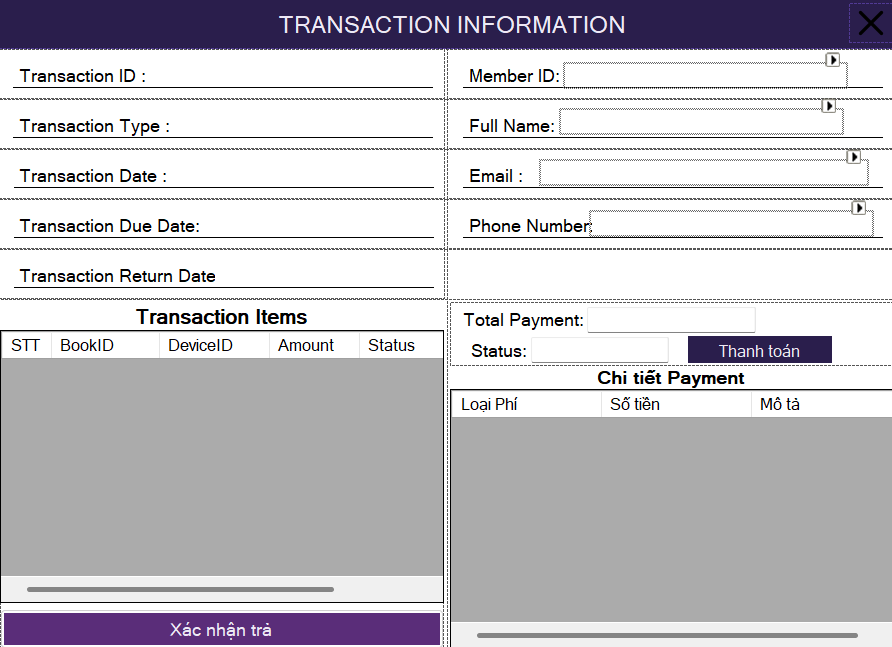 TRANSACTION INFORMATION
Transaction ID :
Transaction Type :
Transaction Date :
Transaction Due Date:
Transaction Return Date
Member ID:
Full Name:
Email :
Phone Number:
Transaction Items
STT BookID DeviceID Amount Status
Xác nhận trả
Total Payment:
Status: Thanh toán
Chi tiết Payment
Loại Phí Số tiền Mô tả